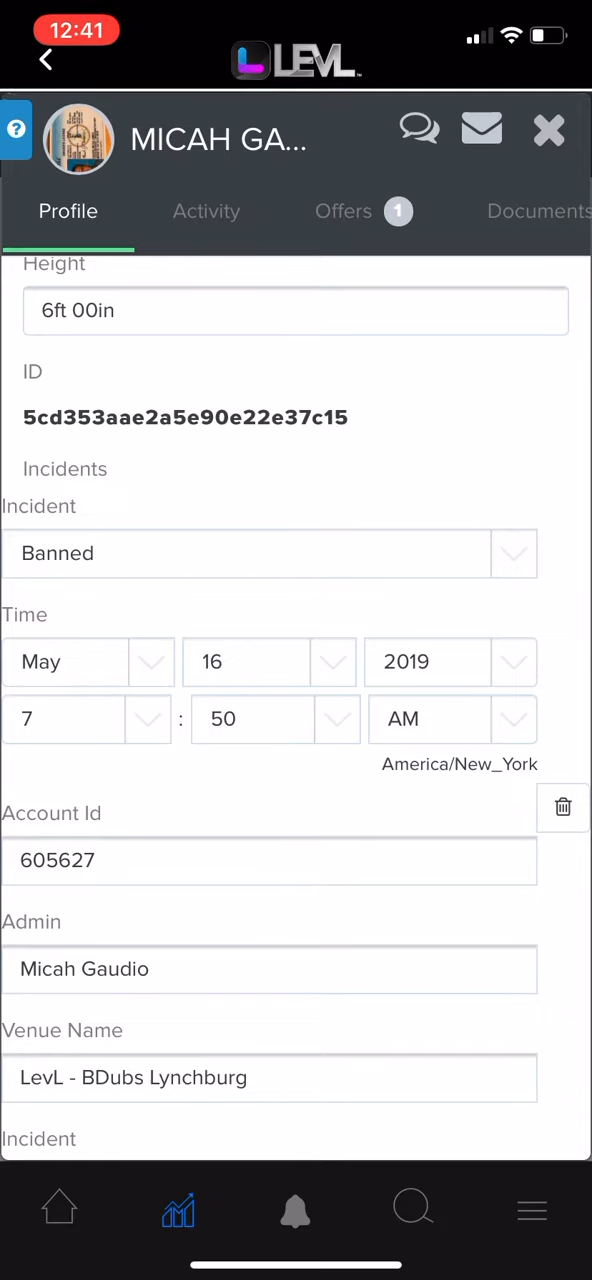 12:41
LEVL™
MICAH GA...
Profile Activity Offers 1 Documents
Height
6ft 00in
ID
5cd353aae2a5e90e22e37c15
Incidents
Incident
Banned
Time
May 16 2019
7 : 50 AM
America/New_York
Account Id
605627
Admin
Micah Gaudio
Venue Name
LevL - BDubs Lynchburg
Incident